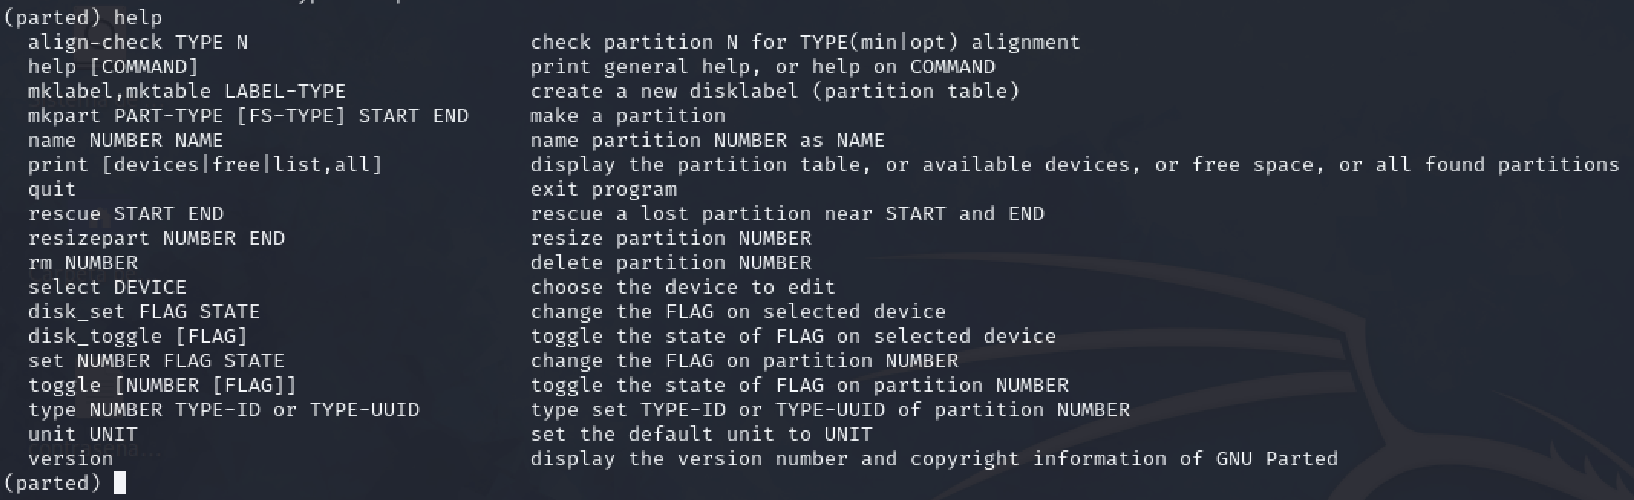 (parted) help
align-check TYPE N check partition N for TYPE(min|opt) alignment
help [COMMAND] print general help, or help on COMMAND
mklabel,mktable LABEL-TYPE create a new disklabel (partition table)
mkpart PART-TYPE [FS-TYPE] START END make a partition
name NUMBER NAME name partition NUMBER as NAME
print [devices|free|list,all] display the partition table, or available devices, or free space, or all found partitions
quit exit program
rescue START END rescue a lost partition near START and END
resizepart NUMBER END resize partition NUMBER
rm NUMBER delete partition NUMBER
select DEVICE choose the device to edit
disk_set FLAG STATE change the FLAG on selected device
disk_toggle [FLAG] toggle the state of FLAG on selected device
set NUMBER FLAG STATE change the FLAG on partition NUMBER
toggle [NUMBER [FLAG]] toggle the state of FLAG on partition NUMBER
type NUMBER TYPE-ID or TYPE-UUID type set TYPE-ID or TYPE-UUID of partition NUMBER
unit UNIT set the default unit to UNIT
version display the version number and copyright information of GNU Parted
(parted)